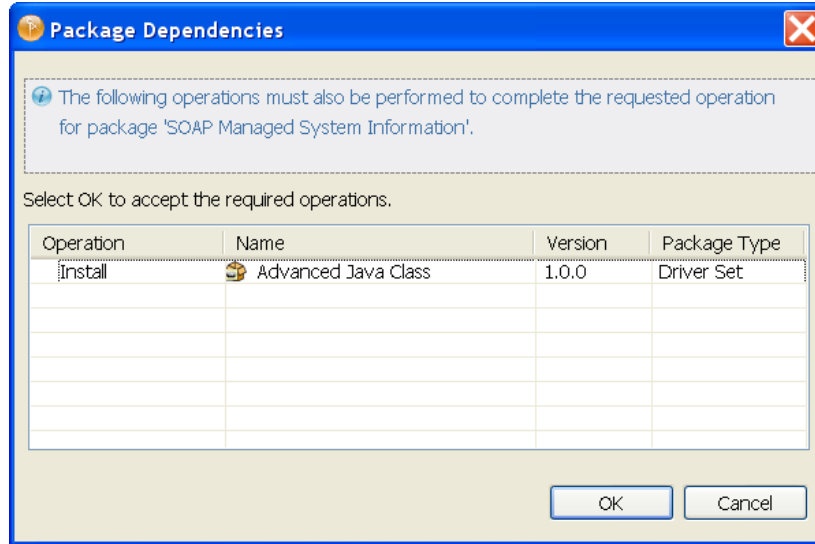 Package Dependencies
The following operations must also be performed to complete the requested operation
for package 'SOAP Managed System Information'.
Select OK to accept the required operations.
Operation Name Version Package Type
Install Advanced Java Class 1.0.0 Driver Set
OK Cancel